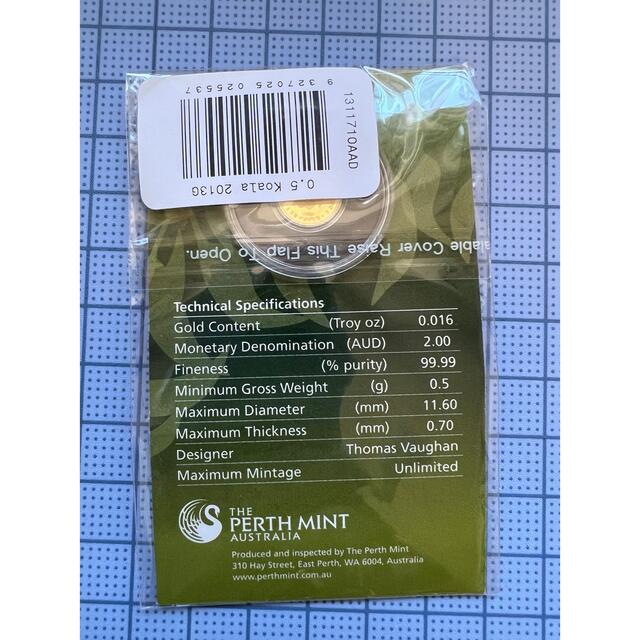 9 327025 025537
1311710AAD
0.5 Koala 2013G
alable Cover Raise This Flap To Open.
Technical Specifications
Gold Content (Troy oz) 0.016
Monetary Denomination (AUD) 2.00
Fineness (% purity) 99.99
Minimum Gross Weight (g) 0.5
Maximum Diameter (mm) 11.60
Maximum Thickness (mm) 0.70
Designer Thomas Vaughan
Maximum Mintage Unlimited
THE
PERTH MINT
AUSTRALIA
Produced and inspected by The Perth Mint
310 Hay Street, East Perth, WA 6004, Australia
www.perthmint.com.au